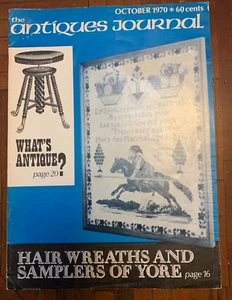 OCTOBER 1970 ★ 60 cents
the
antiques journal
WHAT'S
ANTIQUE?
page 20
HAIR WREATHS AND
SAMPLERS OF YORE page 16